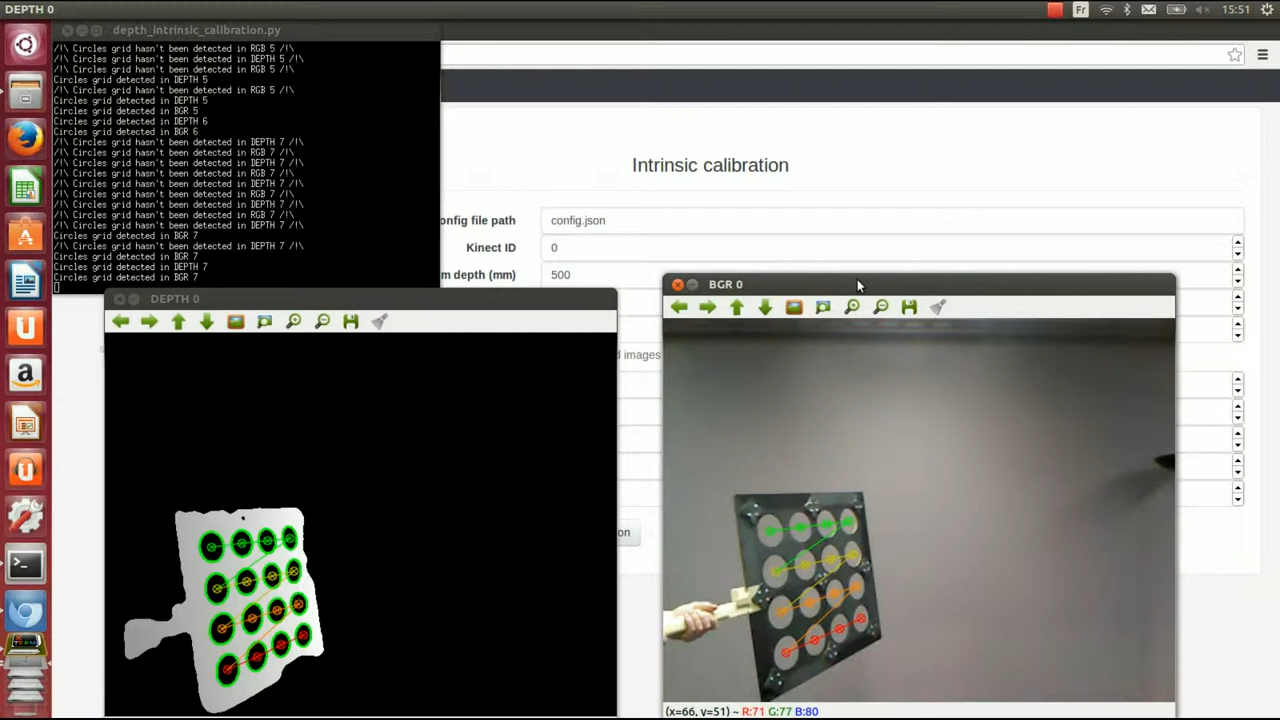 DEPTH 0
Fr
15:51
depth_intrinsic_calibration.py
/!\ Circles grid hasn't been detected in RGB 5 /!\
/!\ Circles grid hasn't been detected in DEPTH 5 /!\
/!\ Circles grid hasn't been detected in RGB 5 /!\
Circles grid detected in DEPTH 5
/!\ Circles grid hasn't been detected in RGB 5 /!\
Circles grid detected in DEPTH 5
Circles grid detected in BGR 5
Circles grid detected in DEPTH 6
Circles grid detected in BGR 6
/!\ Circles grid hasn't been detected in DEPTH 7 /!\
/!\ Circles grid hasn't been detected in RGB 7 /!\
/!\ Circles grid hasn't been detected in DEPTH 7 /!\
/!\ Circles grid hasn't been detected in RGB 7 /!\
/!\ Circles grid hasn't been detected in DEPTH 7 /!\
/!\ Circles grid hasn't been detected in RGB 7 /!\
/!\ Circles grid hasn't been detected in DEPTH 7 /!\
/!\ Circles grid hasn't been detected in RGB 7 /!\
/!\ Circles grid hasn't been detected in DEPTH 7 /!\
Circles grid detected in BGR 7
/!\ Circles grid hasn't been detected in DEPTH 7 /!\
Circles grid detected in BGR 7
Circles grid detected in DEPTH 7
Circles grid detected in BGR 7
Intrinsic calibration
onfig file path
config.json
Kinect ID
0
m depth (mm)
500
DEPTH 0
BGR 0
d images
on
(x=66, y=51) ~ R:71 G:77 B:80